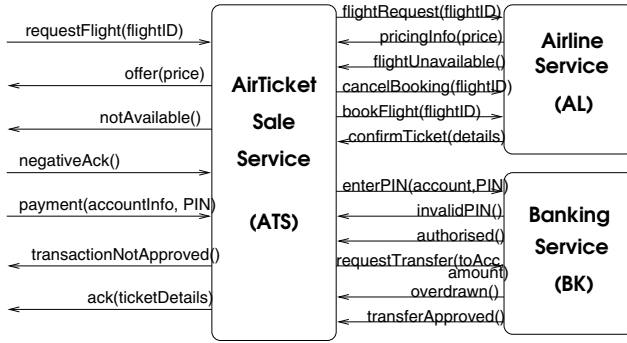 requestFlight(flightID)
offer(price)
notAvailable()
negativeAck()
payment(accountInfo, PIN)
transactionNotApproved()
ack(ticketDetails)
AirTicket
Sale
Service
(ATS)
flightRequest(flightID)
pricingInfo(price)
flightUnavailable()
cancelBooking(flightID)
bookFlight(flightID)
confirmTicket(details)
enterPIN(account,PIN)
invalidPIN()
authorised()
requestTransfer(toAcc,
amount)
overdrawn()
transferApproved()
Airline
Service
(AL)
Banking
Service
(BK)